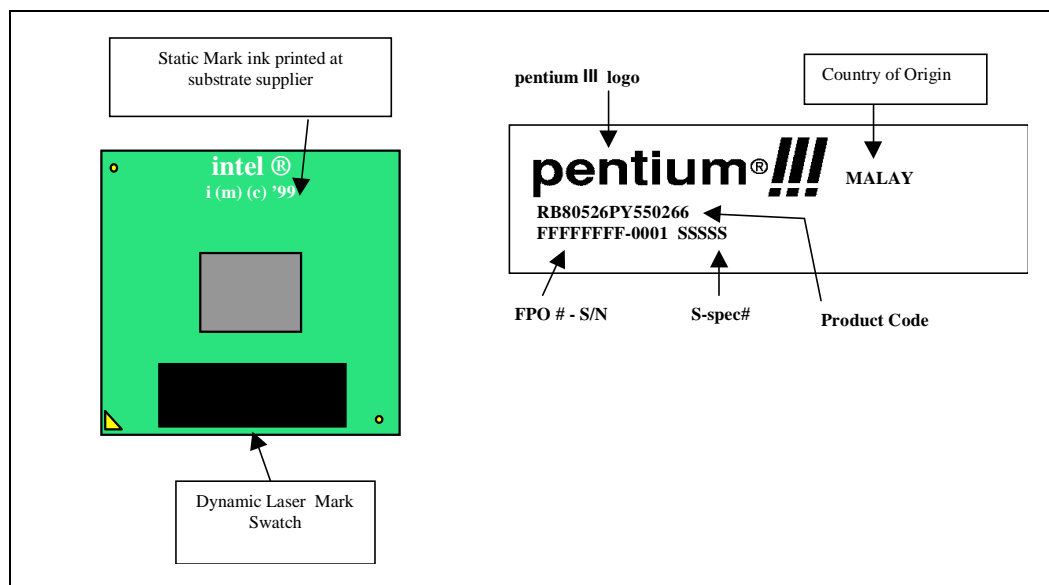 Static Mark ink printed at
substrate supplier
intel ®
i (m) (c) '99
Dynamic Laser Mark
Swatch
pentium III logo
Country of Origin
pentium® III
MALAY
RB80526PY550266
FFFFFFFF-0001 SSSSS
FPO # - S/N
S-spec#
Product Code